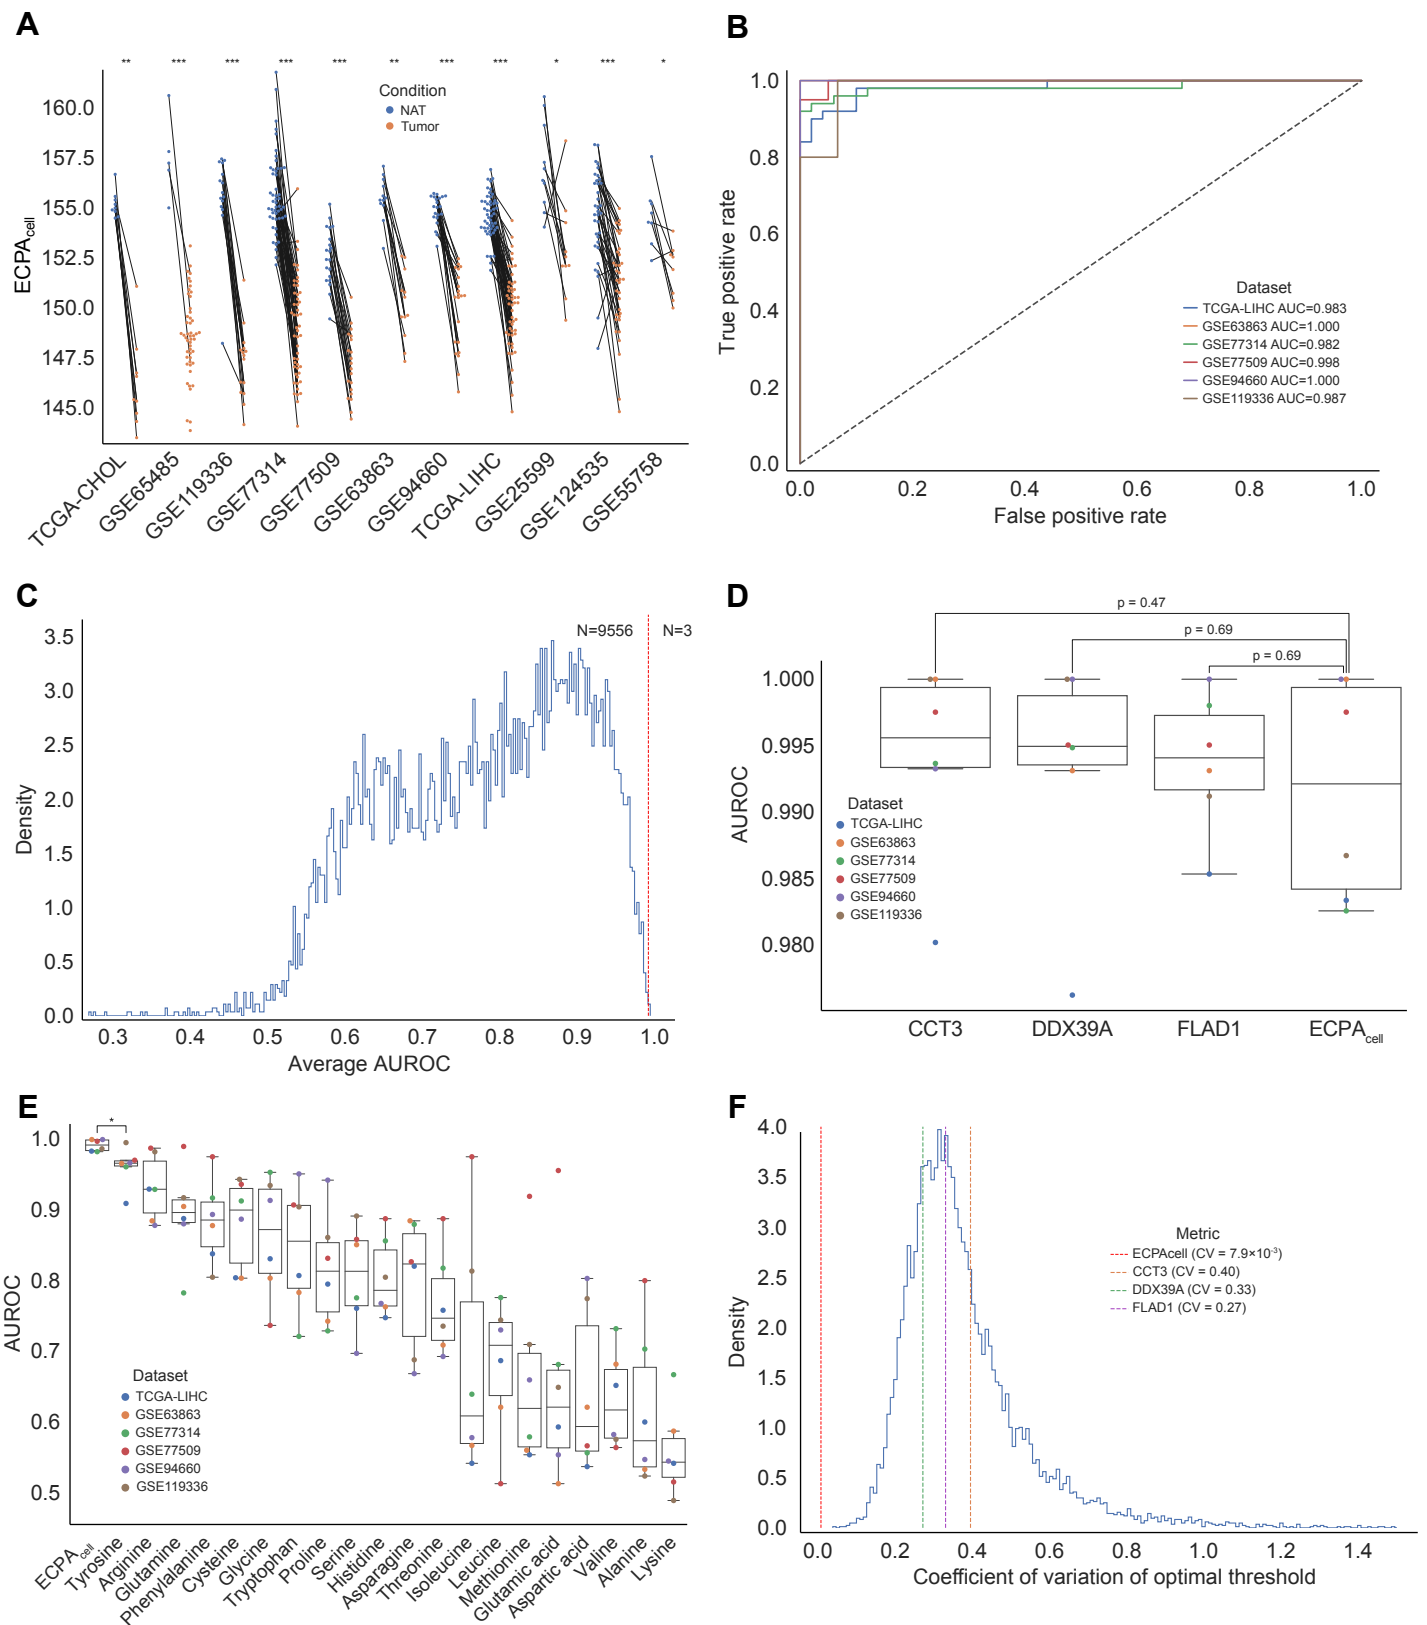 A
** *** *** *** *** ** *** *** * *** *
Condition
NAT
Tumor
ECPAcell
160.0
157.5
155.0
152.5
150.0
147.5
145.0
TCGA-CHOL
GSE65485
GSE119336
GSE77314
GSE77509
GSE63863
GSE94660
TCGA-LIHC
GSE25599
GSE124535
GSE55758
B
True positive rate
1.0
0.8
0.6
0.4
0.2
0.0
Dataset
TCGA-LIHC AUC=0.983
GSE63863 AUC=1.000
GSE77314 AUC=0.982
GSE77509 AUC=0.998
GSE94660 AUC=1.000
GSE119336 AUC=0.987
0.0 0.2 0.4 0.6 0.8 1.0
False positive rate
C
N=9556 N=3
Density
3.5
3.0
2.5
2.0
1.5
1.0
0.5
0.0
0.3 0.4 0.5 0.6 0.7 0.8 0.9 1.0
Average AUROC
D
p = 0.47
p = 0.69
p = 0.69
AUROC
1.000
0.995
0.990
0.985
0.980
Dataset
TCGA-LIHC
GSE63863
GSE77314
GSE77509
GSE94660
GSE119336
CCT3 DDX39A FLAD1 ECPAcell
E
*
AUROC
1.0
0.9
0.8
0.7
0.6
0.5
Dataset
TCGA-LIHC
GSE63863
GSE77314
GSE77509
GSE94660
GSE119336
ECPAcell
Tyrosine
Arginine
Glutamine
Phenylalanine
Cysteine
Glycine
Tryptophan
Proline
Serine
Histidine
Asparagine
Threonine
Isoleucine
Leucine
Methionine
Glutamic acid
Aspartic acid
Valine
Alanine
Lysine
F
Density
4.0
3.5
3.0
2.5
2.0
1.5
1.0
0.5
0.0
Metric
ECPAcell (CV = 7.9×10⁻³)
CCT3 (CV = 0.40)
DDX39A (CV = 0.33)
FLAD1 (CV = 0.27)
0.0 0.2 0.4 0.6 0.8 1.0 1.2 1.4
Coefficient of variation of optimal threshold